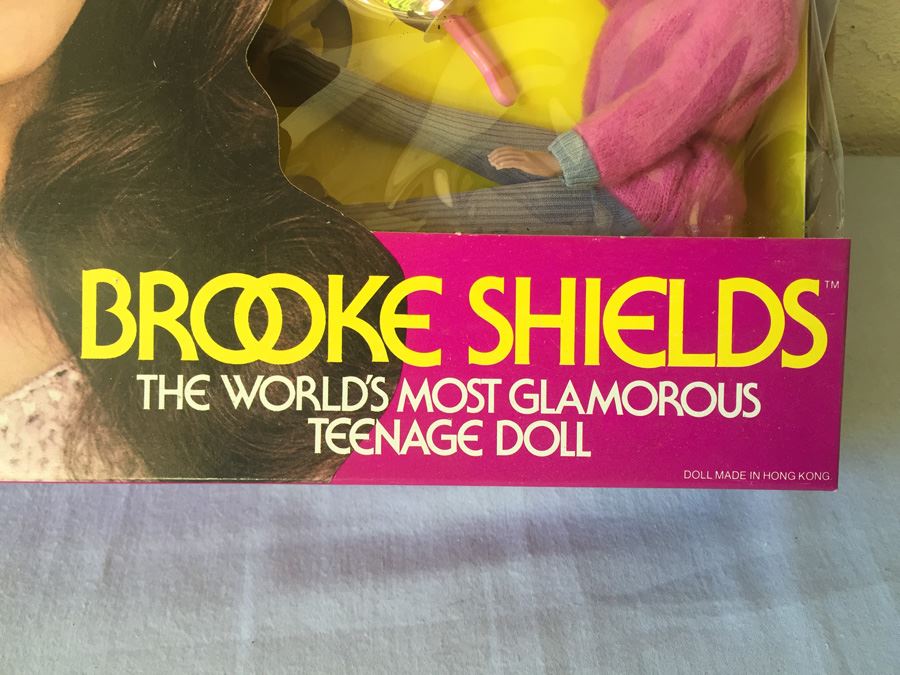 BROOKE SHIELDS™
THE WORLD'S MOST GLAMOROUS
TEENAGE DOLL
DOLL MADE IN HONG KONG